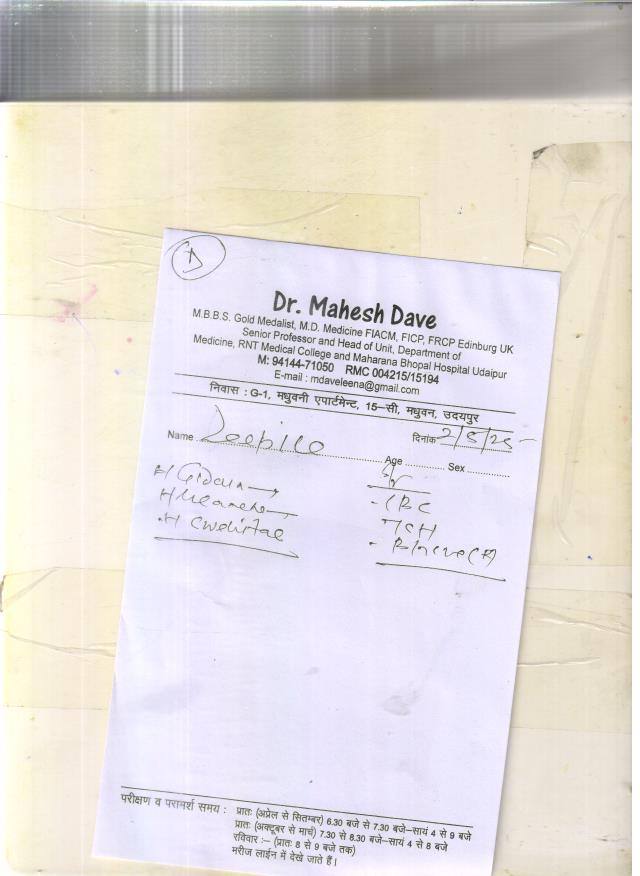 D
Dr. Mahesh Dave
M.B.B.S. Gold Medalist, M.D. Medicine FIACM, FICP, FRCP Edinburg UK
Senior Professor and Head of Unit, Department of
Medicine, RNT Medical College and Maharana Bhopal Hospital Udaipur
M: 94144-71050 RMC 004215/15194
E-mail : mdaveleena@gmail.com
निवास : G-1, मधुवनी एपार्टमेन्ट, 15-सी, मधुवन, उदयपुर
दिनांक 2/5/25
Name
Age ............ Sex ............
H
- CBC
H
TSH
H
परीक्षण व परामर्श समय : प्रातः (अप्रेल से सितम्बर) 6.30 बजे से 7.30 बजे–सायं 4 से 9 बजे
प्रातः (अक्टूबर से मार्च) 7.30 से 8.30 बजे–सायं 4 से 8 बजे
रविवार :– (प्रातः 8 से 9 बजे तक)
मरीज लाईन में देखे जाते हैं।